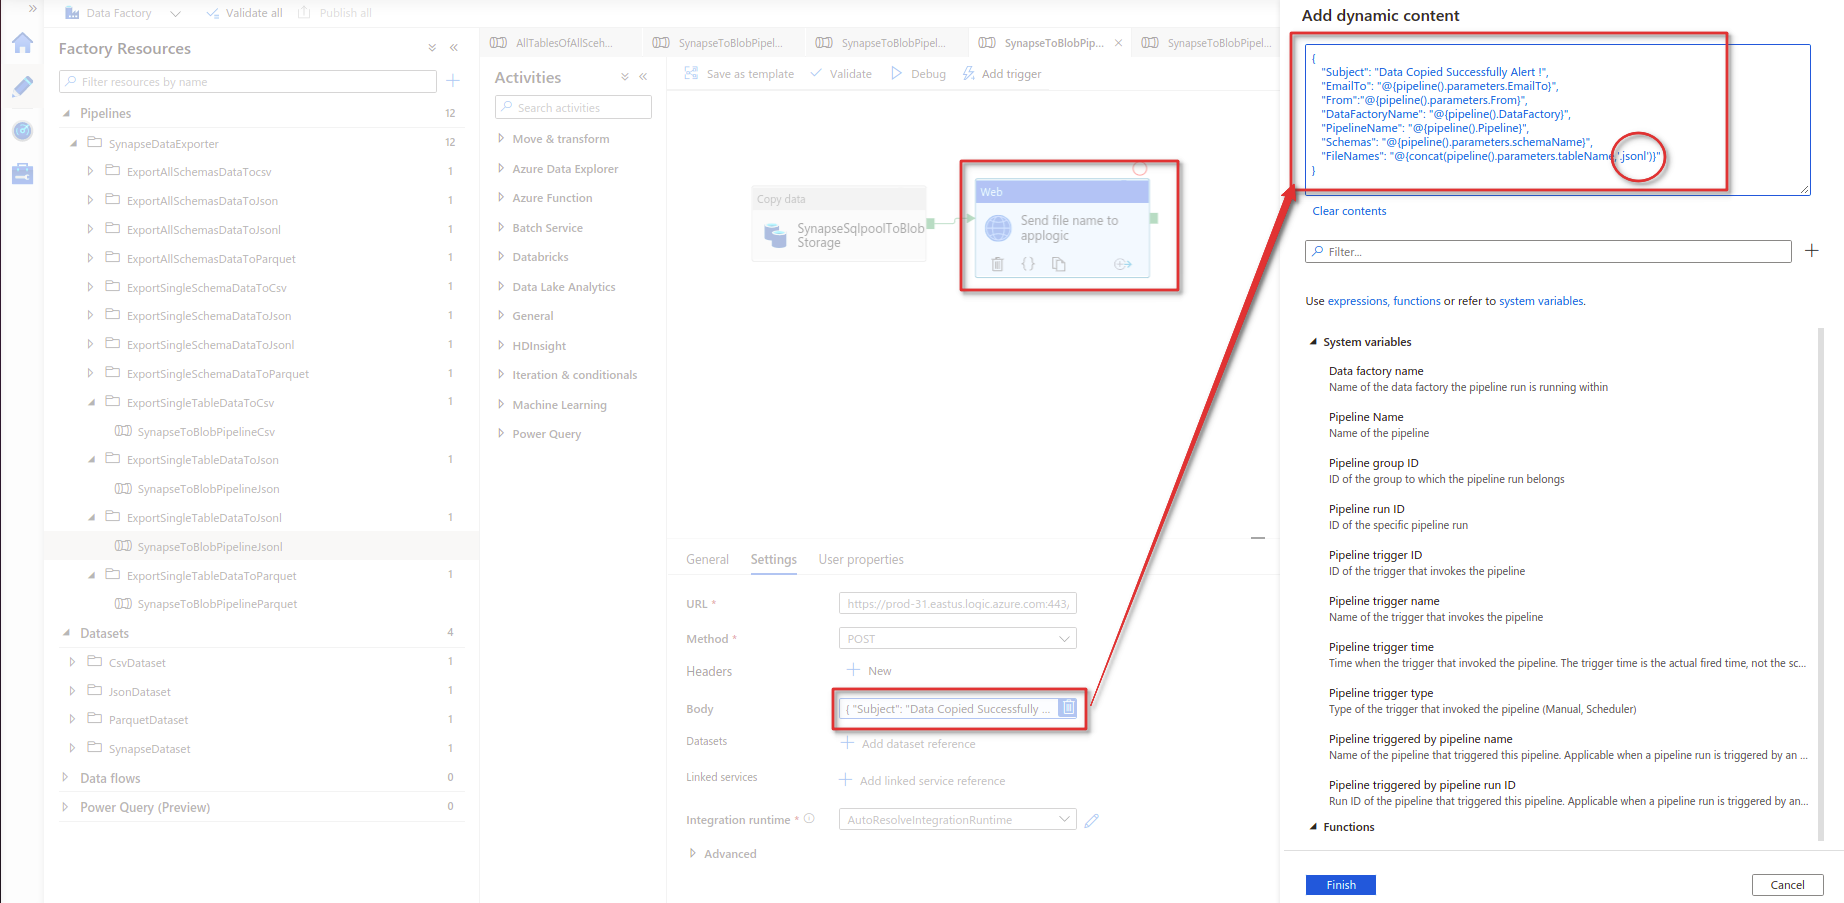 Data Factory
Validate all
Publish all
Factory Resources
Filter resources by name
Pipelines 12
SynapseDataExporter 12
ExportAllSchemasDataTocsv 1
ExportAllSchemasDataToJson 1
ExportAllSchemasDataToJsonl 1
ExportAllSchemasDataToParquet 1
ExportSingleSchemaDataToCsv 1
ExportSingleSchemaDataToJson 1
ExportSingleSchemaDataToJsonl 1
ExportSingleSchemaDataToParquet 1
ExportSingleTableDataToCsv 1
SynapseToBlobPipelineCsv
ExportSingleTableDataToJson 1
SynapseToBlobPipelineJson
ExportSingleTableDataToJsonl 1
SynapseToBlobPipelineJsonl
ExportSingleTableDataToParquet 1
SynapseToBlobPipelineParquet
Datasets 4
CsvDataset 1
JsonDataset 1
ParquetDataset 1
SynapseDataset 1
Data flows 0
Power Query (Preview) 0
AllTablesOfAllSceh...
SynapseToBlobPipel...
SynapseToBlobPipel...
SynapseToBlobPip...
SynapseToBlobPipel...
Activities
Search activities
Move & transform
Azure Data Explorer
Azure Function
Batch Service
Databricks
Data Lake Analytics
General
HDInsight
Iteration & conditionals
Machine Learning
Power Query
Save as template
Validate
Debug
Add trigger
Copy data
SynapseSqlpoolToBlob
Storage
Web
Send file name to
applogic
{}
General
Settings
User properties
URL *
https://prod-31.eastus.logic.azure.com:443/
Method *
POST
Headers
New
Body
{ "Subject": "Data Copied Successfully ...
Datasets
Add dataset reference
Linked services
Add linked service reference
Integration runtime *
AutoResolveIntegrationRuntime
Advanced
Add dynamic content
{
"Subject": "Data Copied Successfully Alert !",
"EmailTo": "@{pipeline().parameters.EmailTo}",
"From":"@{pipeline().parameters.From}",
"DataFactoryName": "@{pipeline().DataFactory}",
"PipelineName": "@{pipeline().Pipeline}",
"Schemas": "@{pipeline().parameters.schemaName}",
"FileNames": "@{concat(pipeline().parameters.tableName,'.jsonl')}"
}
Clear contents
Filter...
Use expressions, functions or refer to system variables.
System variables
Data factory name
Name of the data factory the pipeline run is running within
Pipeline Name
Name of the pipeline
Pipeline group ID
ID of the group to which the pipeline run belongs
Pipeline run ID
ID of the specific pipeline run
Pipeline trigger ID
ID of the trigger that invokes the pipeline
Pipeline trigger name
Name of the trigger that invokes the pipeline
Pipeline trigger time
Time when the trigger that invoked the pipeline. The trigger time is the actual fired time, not the sc...
Pipeline trigger type
Type of the trigger that invoked the pipeline (Manual, Scheduler)
Pipeline triggered by pipeline name
Name of the pipeline that triggered this pipeline. Applicable when a pipeline run is triggered by an ...
Pipeline triggered by pipeline run ID
Run ID of the pipeline that triggered this pipeline. Applicable when a pipeline run is triggered by an...
Functions
Finish
Cancel